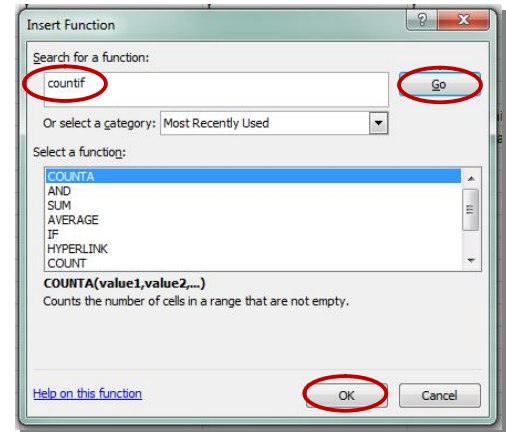 Insert Function
Search for a function:
countif
Go
Or select a category: Most Recently Used
Select a function:
COUNTA
AND
SUM
AVERAGE
IF
HYPERLINK
COUNT
COUNTA(value1,value2,...)
Counts the number of cells in a range that are not empty.
Help on this function
OK
Cancel